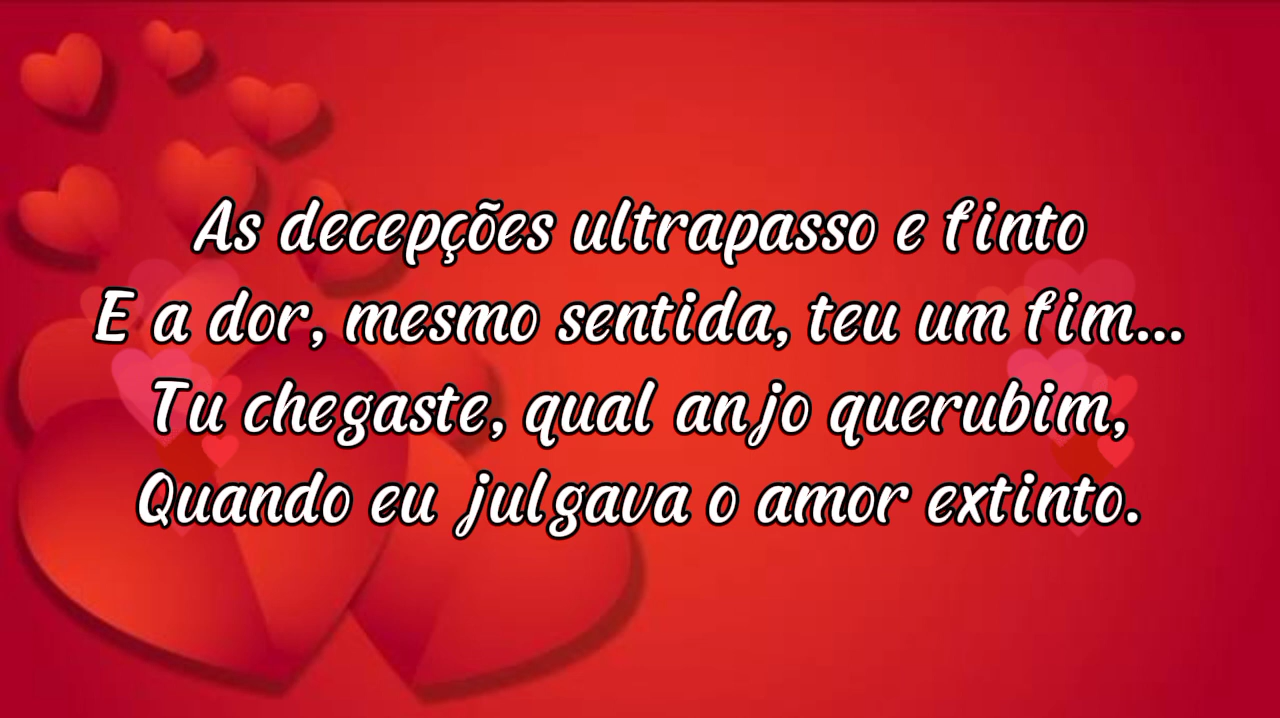 As decepções ultrapasso e finto
E a dor, mesmo sentida, teu um fim...
Tu chegaste, qual anjo querubim,
Quando eu julgava o amor extinto.